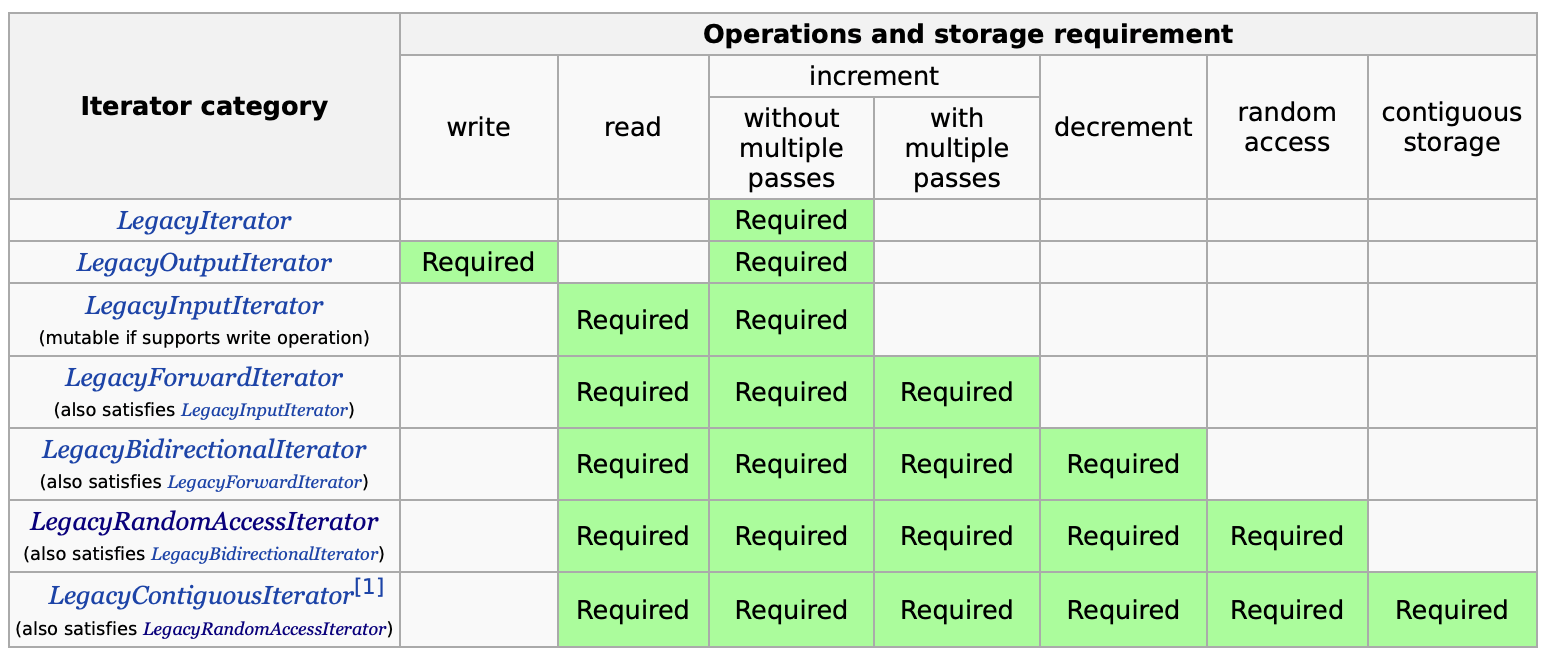 Iterator category
Operations and storage requirement
write
read
increment
without
multiple
passes
with
multiple
passes
decrement
random
access
contiguous
storage
LegacyIterator
Required
LegacyOutputIterator
Required
Required
LegacyInputIterator
(mutable if supports write operation)
Required
Required
LegacyForwardIterator
(also satisfies LegacyInputIterator)
Required
Required
Required
LegacyBidirectionalIterator
(also satisfies LegacyForwardIterator)
Required
Required
Required
Required
LegacyRandomAccessIterator
(also satisfies LegacyBidirectionalIterator)
Required
Required
Required
Required
Required
LegacyContiguousIterator[1]
(also satisfies LegacyRandomAccessIterator)
Required
Required
Required
Required
Required
Required